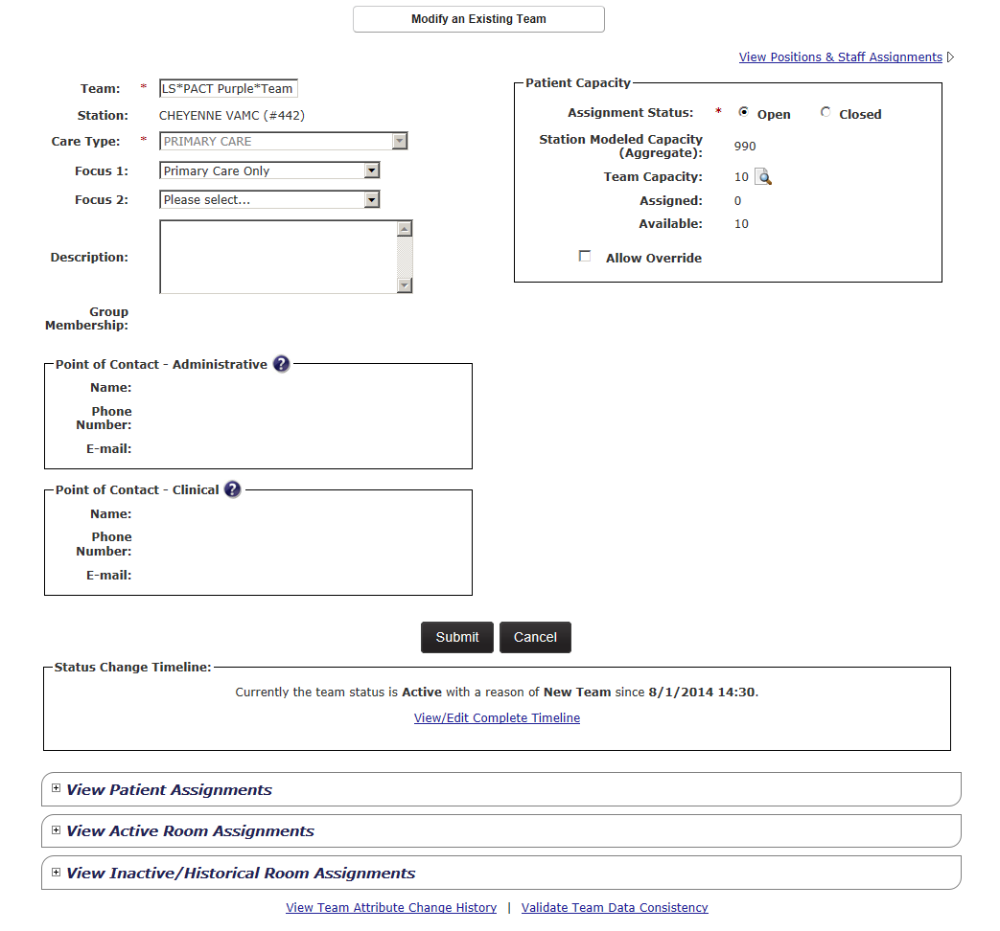 Modify an Existing Team
View Positions & Staff Assignments
Team: * LS*PACT Purple*Team
Station: CHEYENNE VAMC (#442)
Care Type: * PRIMARY CARE
Focus 1: Primary Care Only
Focus 2: Please select...
Description:
Group
Membership:
Patient Capacity
Assignment Status: * Open Closed
Station Modeled Capacity
(Aggregate): 990
Team Capacity: 10
Assigned: 0
Available: 10
Allow Override
Point of Contact - Administrative ?
Name:
Phone
Number:
E-mail:
Point of Contact - Clinical ?
Name:
Phone
Number:
E-mail:
Submit Cancel
Status Change Timeline:
Currently the team status is Active with a reason of New Team since 8/1/2014 14:30.
View/Edit Complete Timeline
View Patient Assignments
View Active Room Assignments
View Inactive/Historical Room Assignments
View Team Attribute Change History | Validate Team Data Consistency